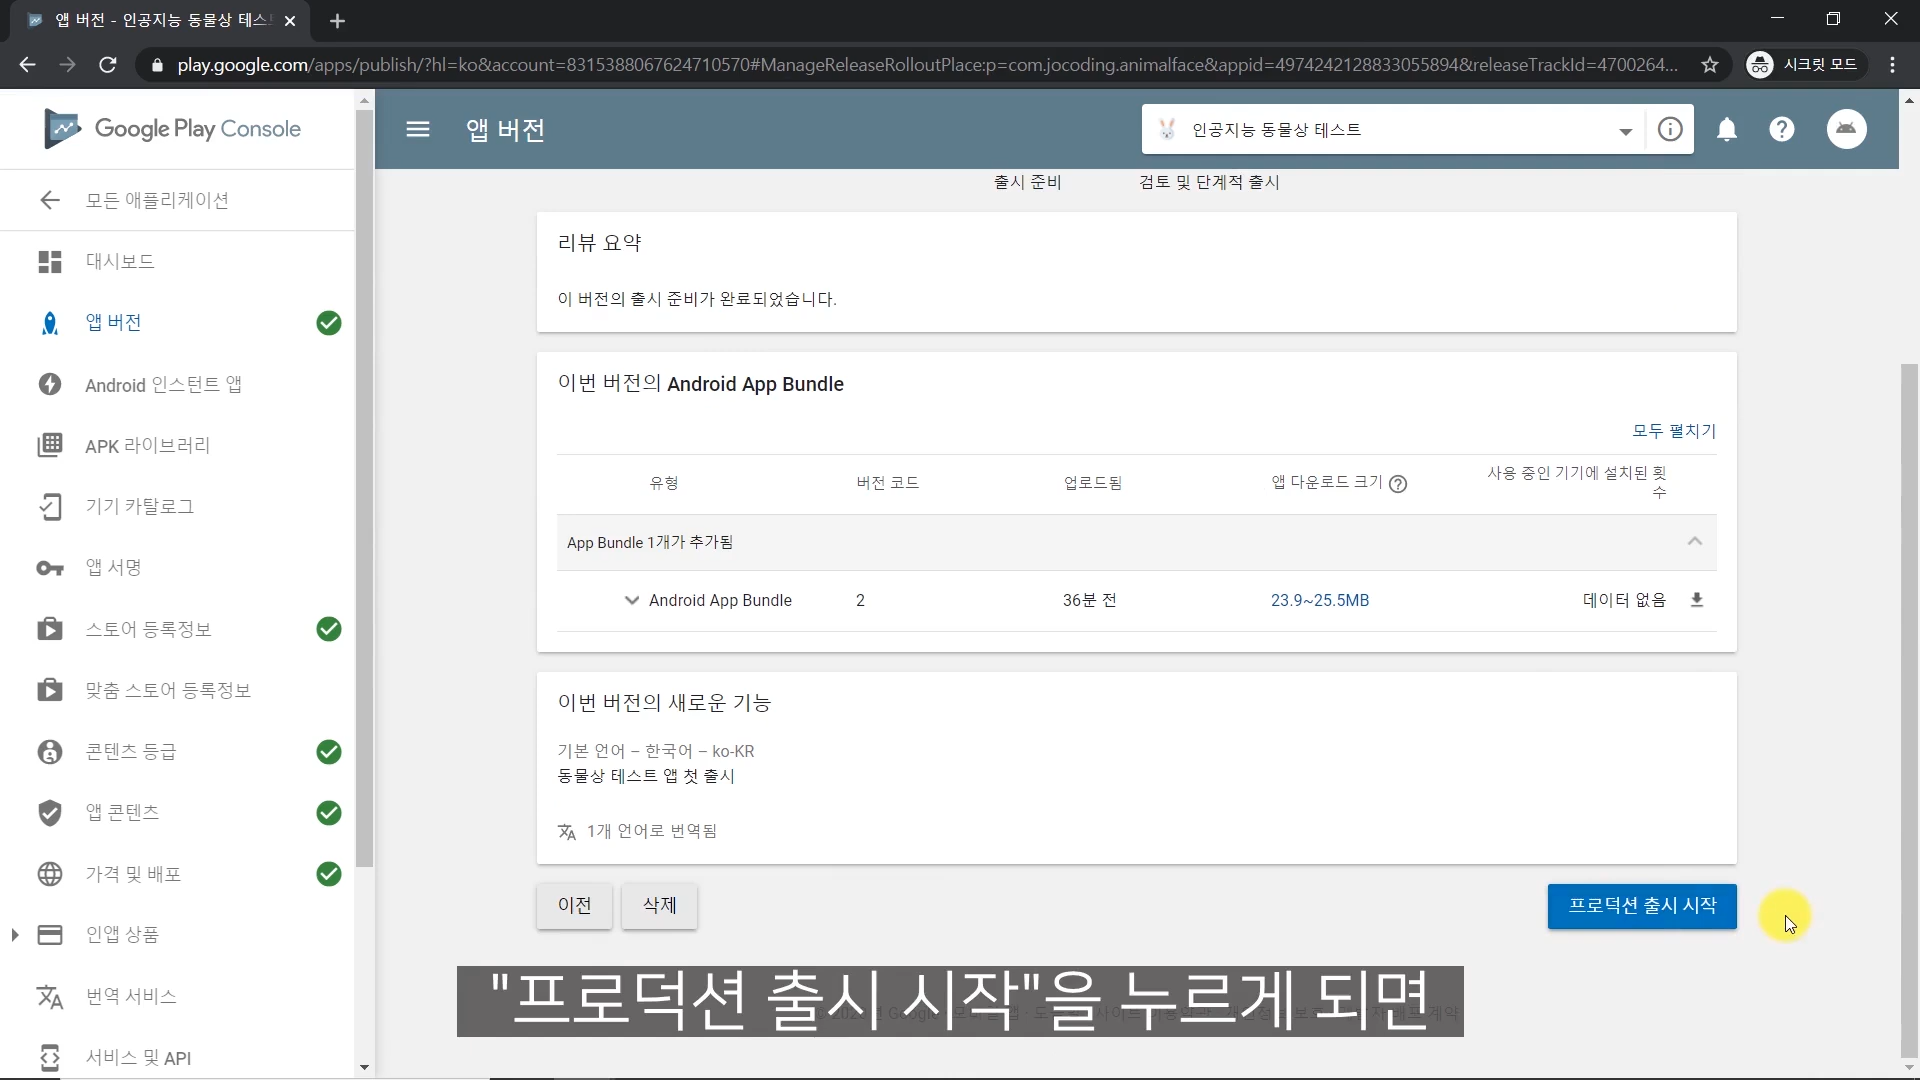 앱 버전 - 인공지능 동물상 테스
play.google.com/apps/publish/?hl=ko&account=8315388067624710570#ManageReleaseRolloutPlace:p=com.jocoding.animalface&appid=4974242128833055894&releaseTrackId=4700264...
시크릿 모드
Google Play Console
앱 버전
인공지능 동물상 테스트
모든 애플리케이션
대시보드
앱 버전
Android 인스턴트 앱
APK 라이브러리
기기 카탈로그
앱 서명
스토어 등록정보
맞춤 스토어 등록정보
콘텐츠 등급
앱 콘텐츠
가격 및 배포
인앱 상품
번역 서비스
서비스 및 API
출시 준비
검토 및 단계적 출시
리뷰 요약
이 버전의 출시 준비가 완료되었습니다.
이번 버전의 Android App Bundle
모두 펼치기
유형 버전 코드 업로드됨 앱 다운로드 크기 사용 중인 기기에 설치된 횟
수
App Bundle 1개가 추가됨
Android App Bundle 2 36분 전 23.9~25.5MB 데이터 없음
이번 버전의 새로운 기능
기본 언어 – 한국어 – ko-KR
동물상 테스트 앱 첫 출시
1개 언어로 번역됨
이전 삭제 프로덕션 출시 시작
"프로덕션 출시 시작"을 누르게 되면